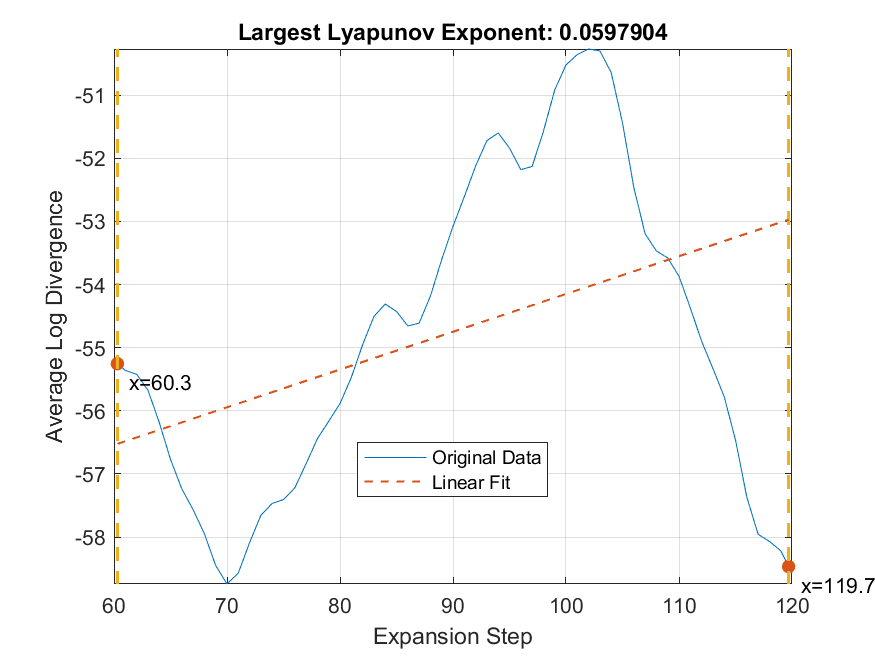 Largest Lyapunov Exponent: 0.0597904
Average Log Divergence
-51
-52
-53
-54
-55
-56
-57
-58
x=60.3
Original Data
Linear Fit
x=119.7
60
70
80
90
100
110
120
Expansion Step